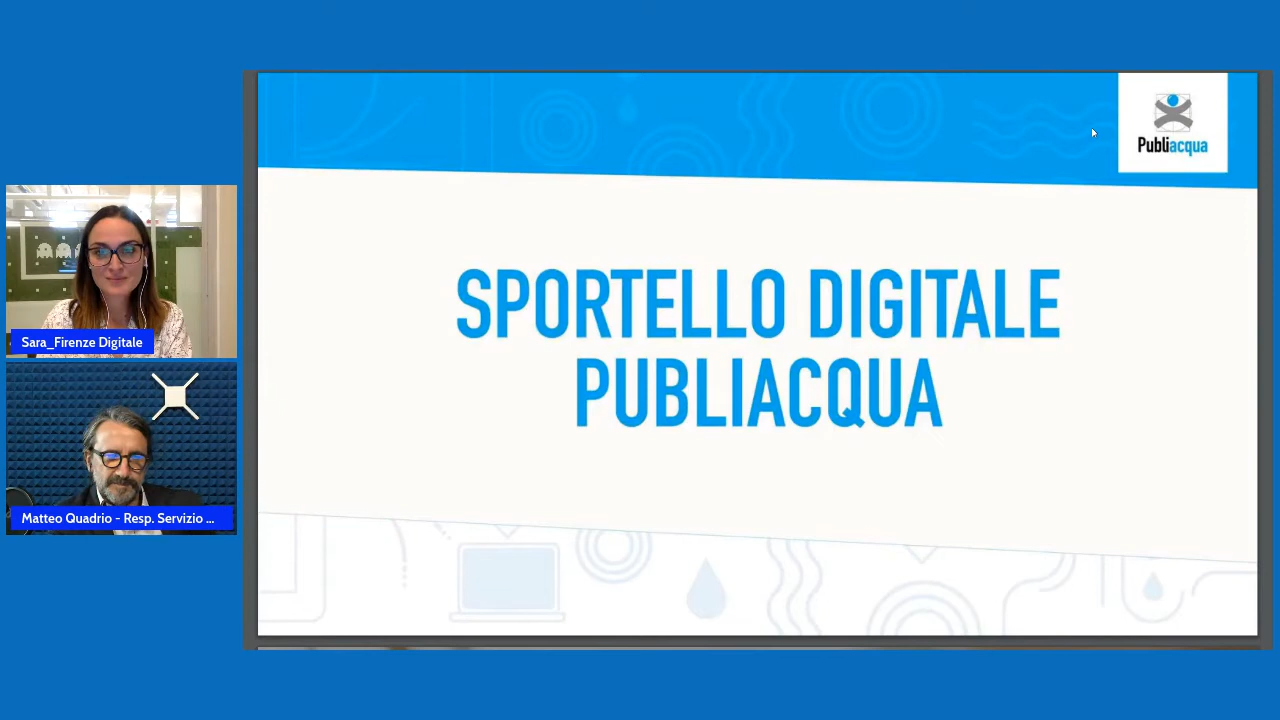 Publiacqua
SPORTELLO DIGITALE
PUBLIACQUA
Sara_Firenze Digitale
Matteo Quadrio - Resp. Servizio ...